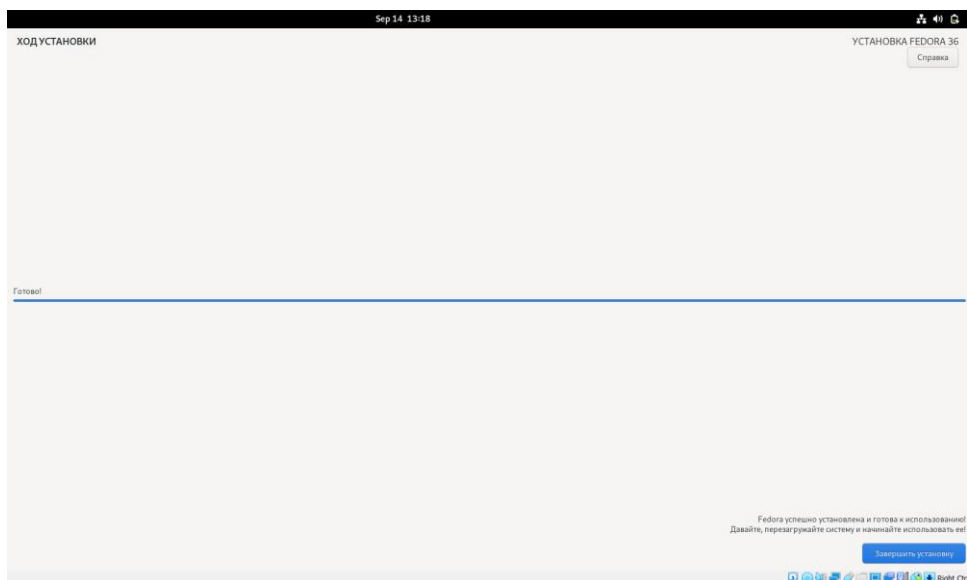 Sep 14 13:18
ХОД УСТАНОВКИ
УСТАНОВКА FEDORA 36
Справка
Готово!
Fedora успешно установлена и готова к использованию!
Давайте, перезагружайте систему и начинайте использовать ее!
Завершить установку
Right Ctr